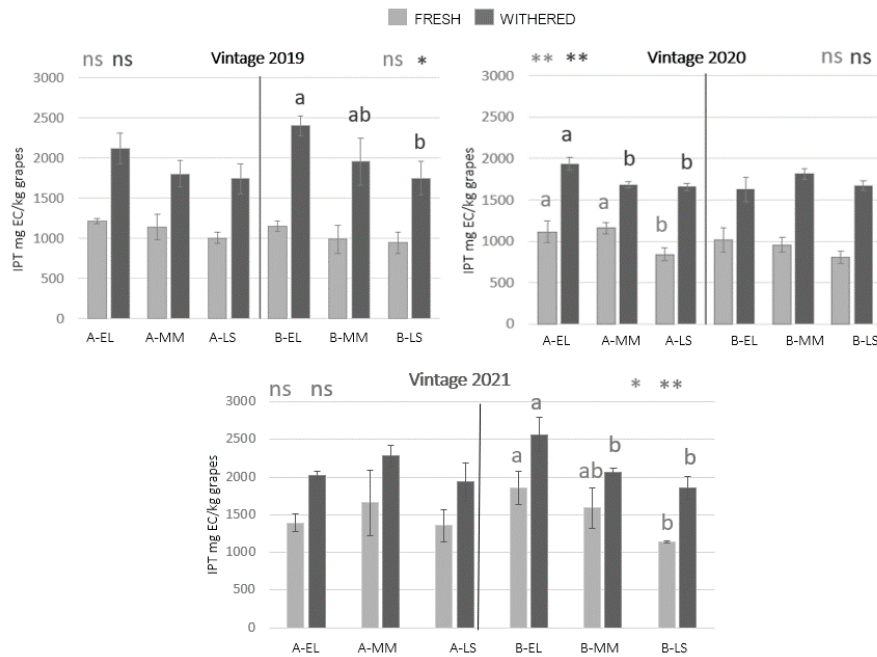 FRESH WITHERED
ns ns Vintage 2019 ns *
3000
2500
2000
1500
1000
500
0
IPT mg EC/kg grapes
a ab b
A-EL A-MM A-LS B-EL B-MM B-LS
** ** Vintage 2020 ns ns
3000
2500
2000
1500
1000
500
0
IPT mg EC/kg grapes
a b b
a a b
A-EL A-MM A-LS B-EL B-MM B-LS
ns ns Vintage 2021 * **
3000
2500
2000
1500
1000
500
0
IPT mg EC/kg grapes
a b b
a ab b
A-EL A-MM A-LS B-EL B-MM B-LS